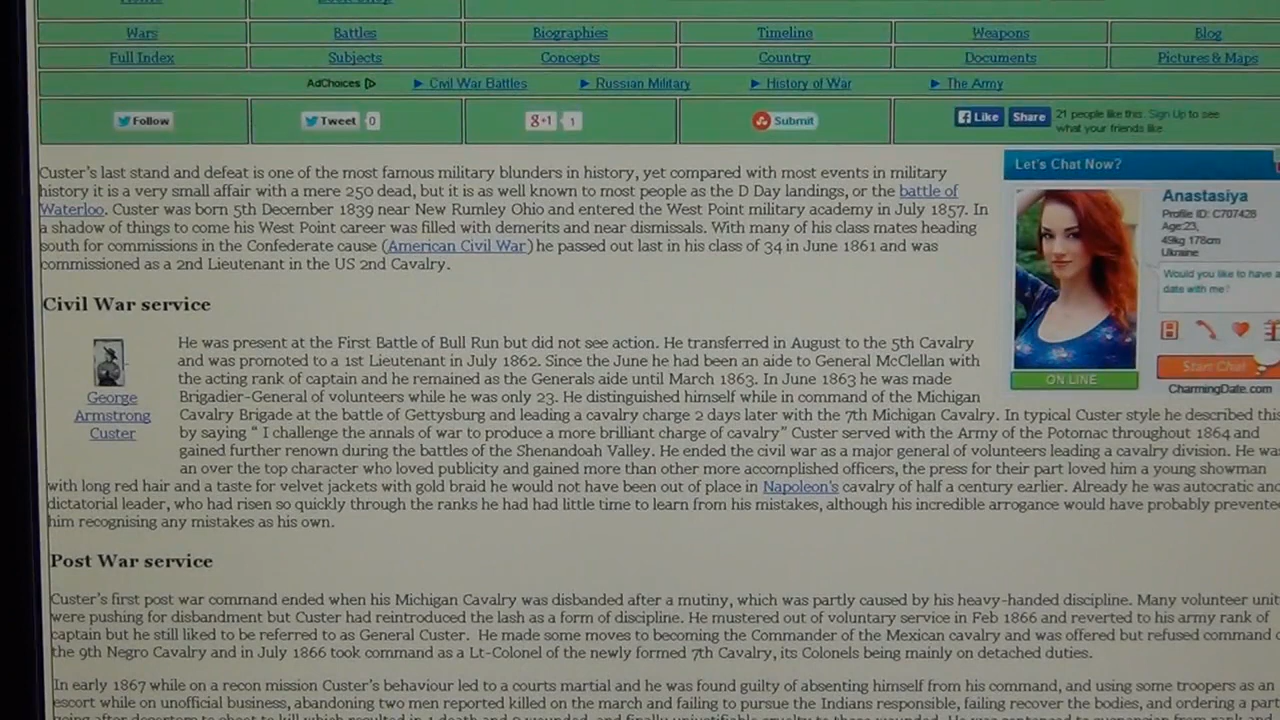 Wars Battles Biographies Timeline Weapons Blog
Full Index Subjects Concepts Country Documents Pictures & Maps
AdChoices Civil War Battles Russian Military History of War The Army
Follow Tweet 0 g+1 1 Submit Like Share 21 people like this. Sign Up to see
what your friends like.
Custer's last stand and defeat is one of the most famous military blunders in history, yet compared with most events in military
history it is a very small affair with a mere 250 dead, but it is as well known to most people as the D Day landings, or the battle of
Waterloo. Custer was born 5th December 1839 near New Rumley Ohio and entered the West Point military academy in July 1857. In
a shadow of things to come his West Point career was filled with demerits and near dismissals. With many of his class mates heading
south for commissions in the Confederate cause (American Civil War) he passed out last in his class of 34 in June 1861 and was
commissioned as a 2nd Lieutenant in the US 2nd Cavalry.
Let's Chat Now?
Anastasiya
Profile ID: C707428
Age:23,
49kg 178cm
Ukraine
Would you like to have a
date with me?
Start Chat
ON LINE
CharmingDate.com
Civil War service
George
Armstrong
Custer
He was present at the First Battle of Bull Run but did not see action. He transferred in August to the 5th Cavalry
and was promoted to a 1st Lieutenant in July 1862. Since the June he had been an aide to General McClellan with
the acting rank of captain and he remained as the Generals aide until March 1863. In June 1863 he was made
Brigadier-General of volunteers while he was only 23. He distinguished himself while in command of the Michigan
Cavalry Brigade at the battle of Gettysburg and leading a cavalry charge 2 days later with the 7th Michigan Cavalry. In typical Custer style he described this
by saying “ I challenge the annals of war to produce a more brilliant charge of cavalry” Custer served with the Army of the Potomac throughout 1864 and
gained further renown during the battles of the Shenandoah Valley. He ended the civil war as a major general of volunteers leading a cavalry division. He was
an over the top character who loved publicity and gained more than other more accomplished officers, the press for their part loved him a young showman
with long red hair and a taste for velvet jackets with gold braid he would not have been out of place in Napoleon's cavalry of half a century earlier. Already he was autocratic and
dictatorial leader, who had risen so quickly through the ranks he had had little time to learn from his mistakes, although his incredible arrogance would have probably prevente
him recognising any mistakes as his own.
Post War service
Custer's first post war command ended when his Michigan Cavalry was disbanded after a mutiny, which was partly caused by his heavy-handed discipline. Many volunteer unit
were pushing for disbandment but Custer had reintroduced the lash as a form of discipline. He mustered out of voluntary service in Feb 1866 and reverted to his army rank of
captain but he still liked to be referred to as General Custer. He made some moves to becoming the Commander of the Mexican cavalry and was offered but refused command o
the 9th Negro Cavalry and in July 1866 took command as a Lt-Colonel of the newly formed 7th Cavalry, its Colonels being mainly on detached duties.
In early 1867 while on a recon mission Custer's behaviour led to a courts martial and he was found guilty of absenting himself from his command, and using some troopers as an
escort while on unofficial business, abandoning two men reported killed on the march and failing to pursue the Indians responsible, failing recover the bodies, and ordering a part